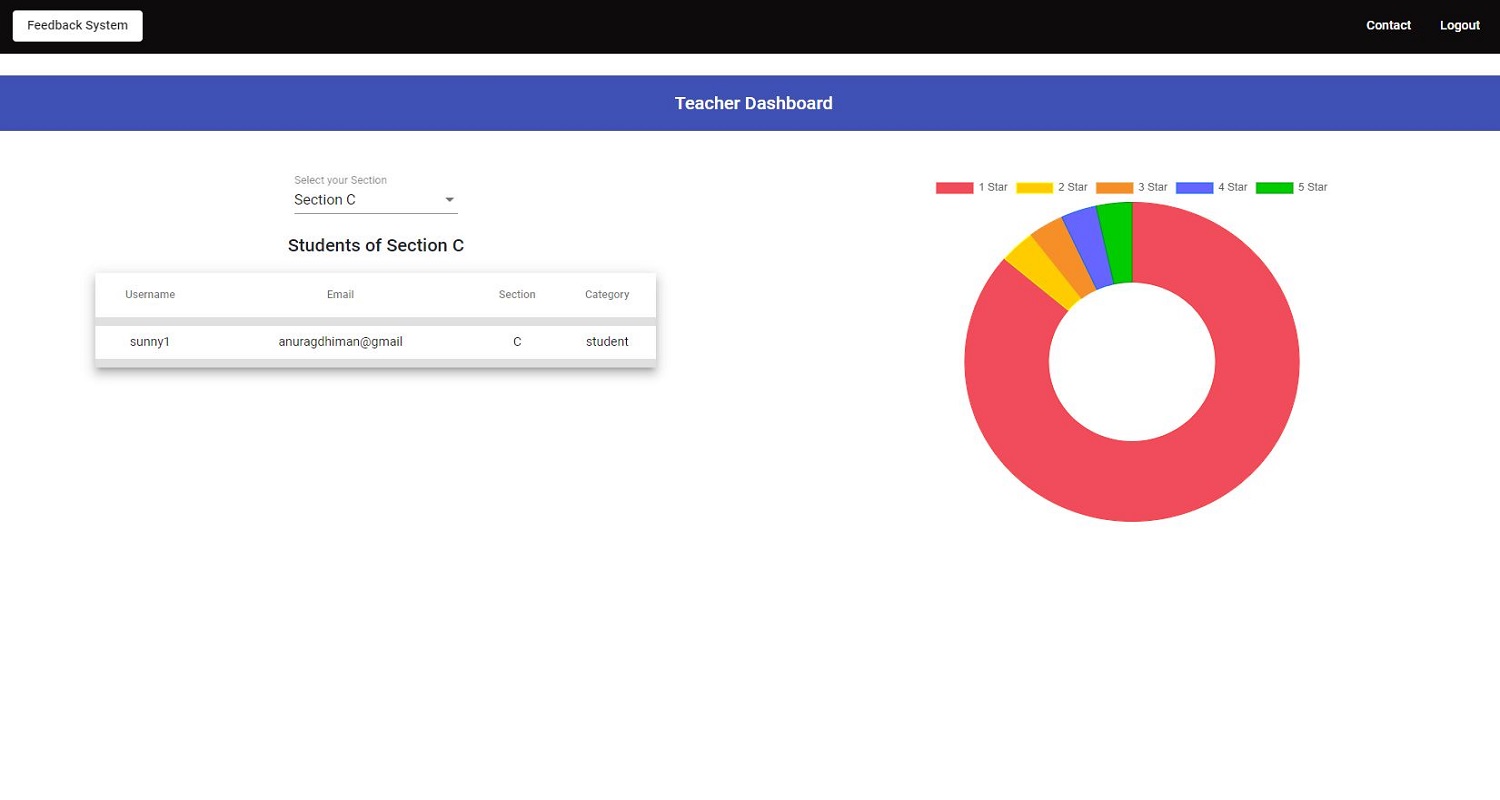 Feedback System Contact Logout
Teacher Dashboard
Select your Section
Section C
Students of Section C
Username Email Section Category
sunny1 anuragdhiman@gmail C student
1 Star 2 Star 3 Star 4 Star 5 Star